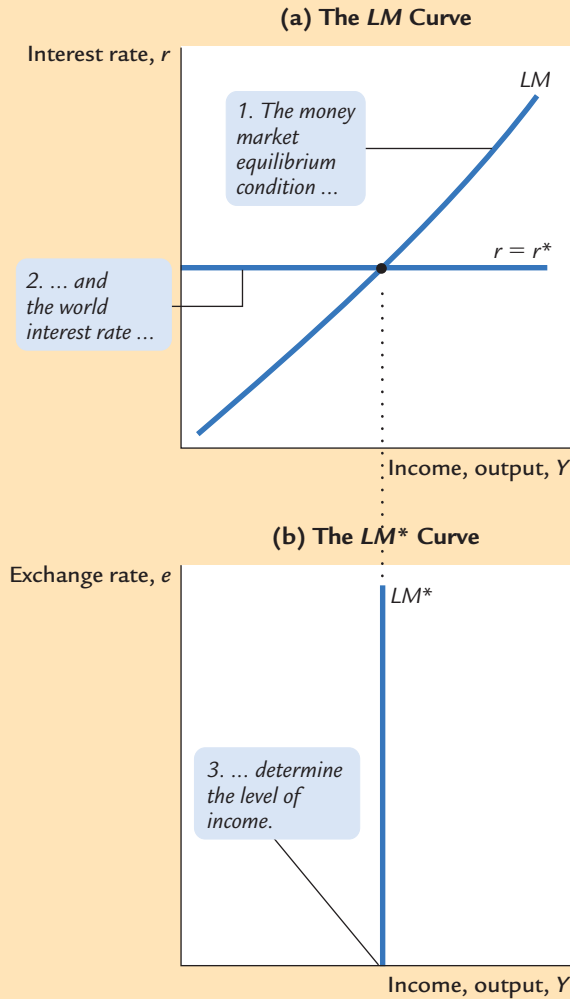 (a) The LM Curve
Interest rate, r
LM
1. The money
market
equilibrium
condition ...
r = r*
2. ... and
the world
interest rate ...
Income, output, Y
(b) The LM* Curve
Exchange rate, e
LM*
3. ... determine
the level of
income.
Income, output, Y